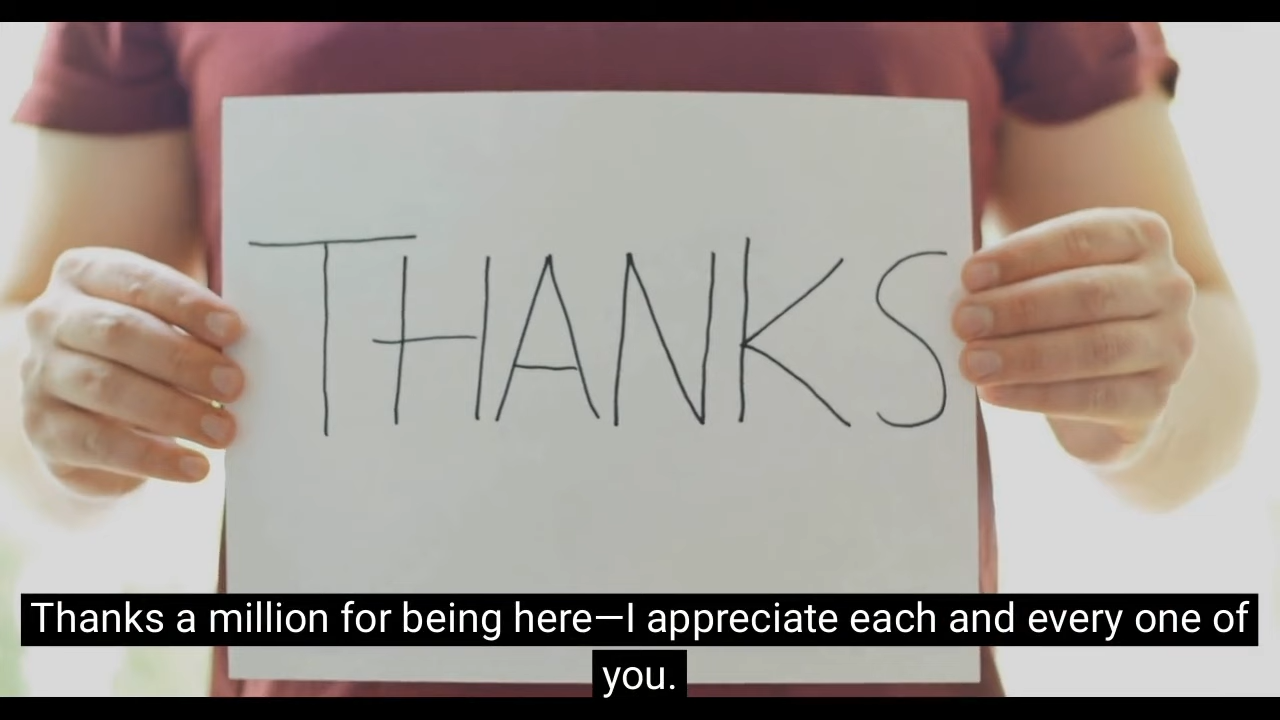 THANKS
Thanks a million for being here—I appreciate each and every one of
you.